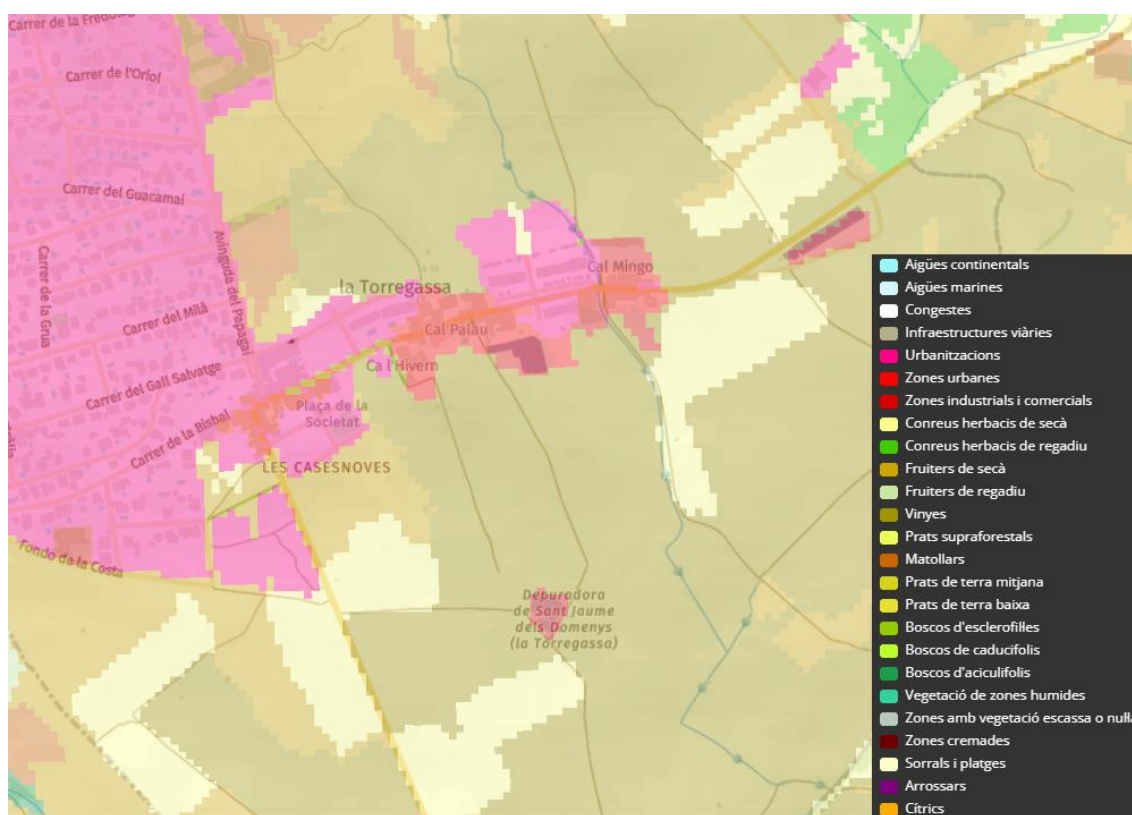 Carrer de la Fredeluga
Carrer de l'Oriol
Carrer del Guacamai
Avinguda del Papagai
Carrer de la Grua
la Torregassa
Cal Mingo
Carrer del Milà
Cal Palau
Ca l'Hivern
Carrer del Gall Salvatge
Plaça de la
Societat
Carrer de la Bisbal
LES CASESNOVES
Fondo de la Costa
Depuradora
de Sant Jaume
dels Domenys
(la Torregassa)
Aigües continentals
Aigües marines
Congestes
Infraestructures viàries
Urbanitzacions
Zones urbanes
Zones industrials i comercials
Conreus herbacis de secà
Conreus herbacis de regadiu
Fruiters de secà
Fruiters de regadiu
Vinyes
Prats supraforestals
Matollars
Prats de terra mitjana
Prats de terra baixa
Boscos d'esclerofil·les
Boscos de caducifolis
Boscos d'aciculifolis
Vegetació de zones humides
Zones amb vegetació escassa o nul·la
Zones cremades
Sorrals i platges
Arrossars
Cítrics